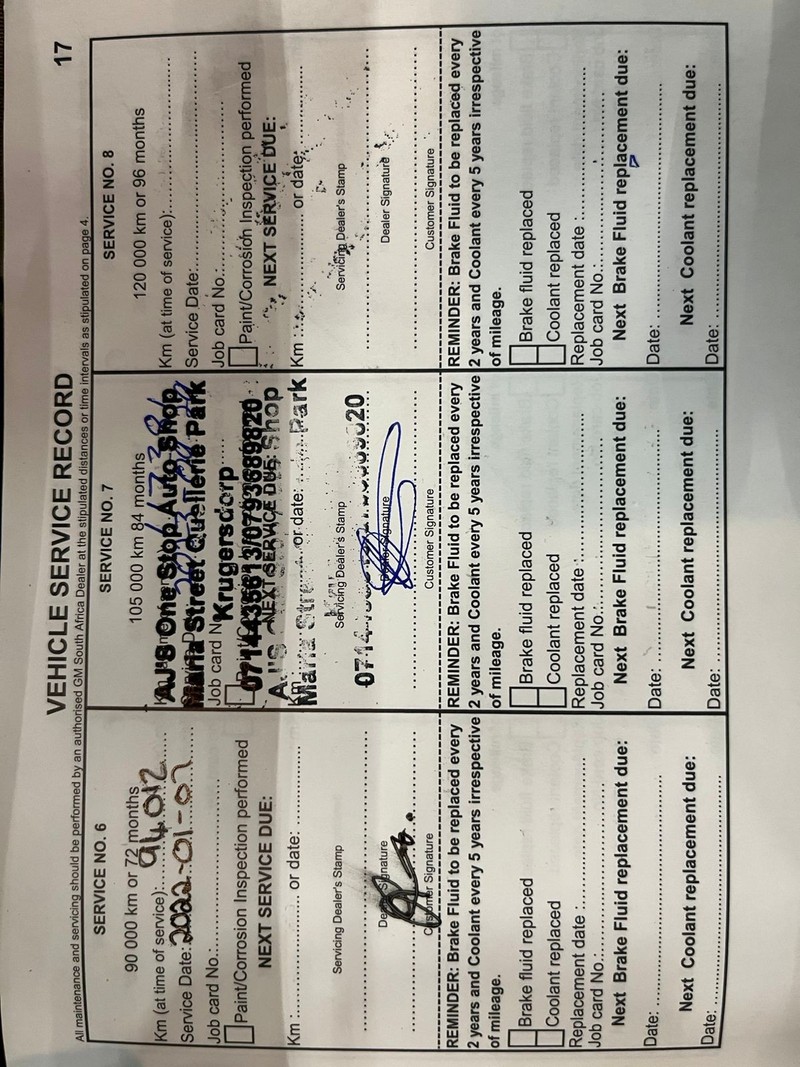 17
VEHICLE SERVICE RECORD
All maintenance and servicing should be performed by an authorised GM South Africa Dealer at the stipulated distances or time intervals as stipulated on page 4.
SERVICE NO. 6
90 000 km or 72 months
Km (at time of service): 94012
Service Date: 2022-01-07
Job card No.:
Paint/Corrosion Inspection performed
NEXT SERVICE DUE:
Km : or date:
Servicing Dealer's Stamp
Dealer Signature
Customer Signature
REMINDER: Brake Fluid to be replaced every
2 years and Coolant every 5 years irrespective
of mileage.
Brake fluid replaced
Coolant replaced
Replacement date :
Job card No.:
Next Brake Fluid replacement due:
Date:
Next Coolant replacement due:
Date:
SERVICE NO. 7
105 000 km 84 months
AJ'S One Stop Auto Shop
Maria Street Quellerie Park
Job card N
Krugersdorp
0714435613/0793689820
NEXT SERVICE DUE:
Km : or date:
Servicing Dealer's Stamp
Signature
Customer Signature
REMINDER: Brake Fluid to be replaced every
2 years and Coolant every 5 years irrespective
of mileage.
Brake fluid replaced
Coolant replaced
Replacement date :
Job card No.:
Next Brake Fluid replacement due:
Date:
Next Coolant replacement due:
Date:
SERVICE NO. 8
120 000 km or 96 months
Km (at time of service):
Service Date:
Job card No.:
Paint/Corrosion Inspection performed
NEXT SERVICE DUE:
Km : or date:
Servicing Dealer's Stamp
Dealer Signature
Customer Signature
REMINDER: Brake Fluid to be replaced every
2 years and Coolant every 5 years irrespective
of mileage.
Brake fluid replaced
Coolant replaced
Replacement date :
Job card No.:
Next Brake Fluid replacement due:
Date:
Next Coolant replacement due:
Date: